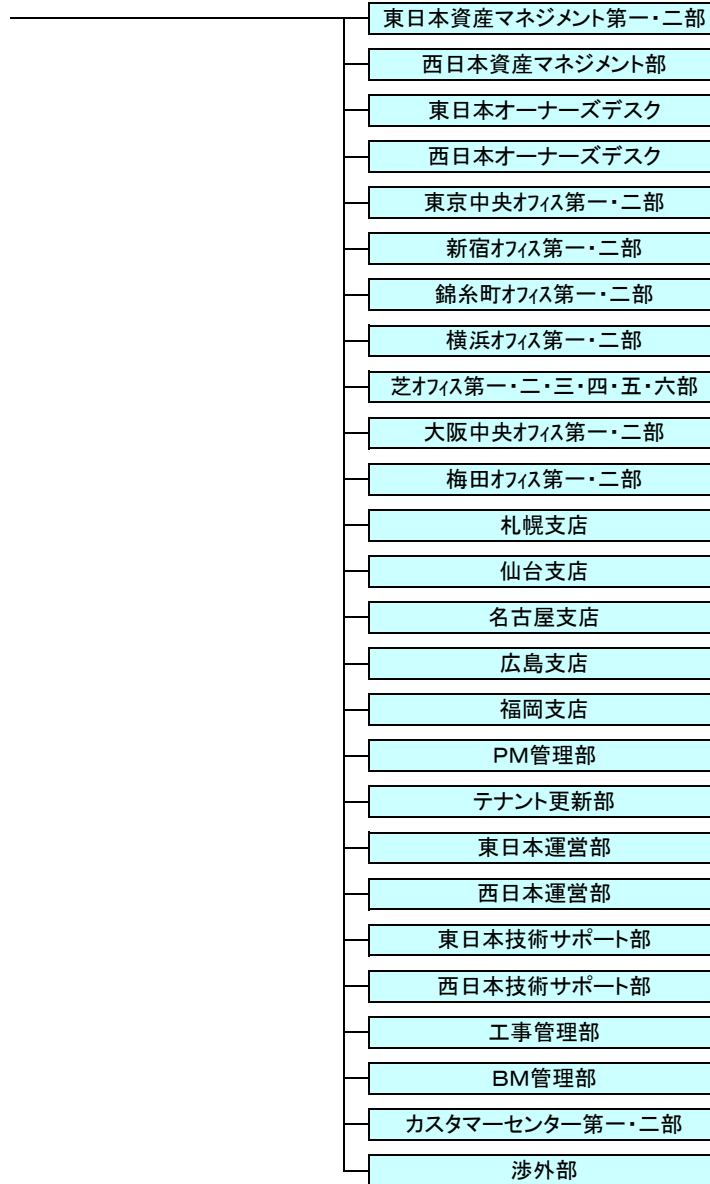 東日本資産マネジメント第一・二部
西日本資産マネジメント部
東日本オーナーズデスク
西日本オーナーズデスク
東京中央ｵﾌｨｽ第一・二部
新宿ｵﾌｨｽ第一・二部
錦糸町ｵﾌｨｽ第一・二部
横浜ｵﾌｨｽ第一・二部
芝ｵﾌｨｽ第一・二・三・四・五・六部
大阪中央ｵﾌｨｽ第一・二部
梅田ｵﾌｨｽ第一・二部
札幌支店
仙台支店
名古屋支店
広島支店
福岡支店
ＰＭ管理部
テナント更新部
東日本運営部
西日本運営部
東日本技術サポート部
西日本技術サポート部
工事管理部
ＢＭ管理部
カスタマーセンター第一・二部
渉外部